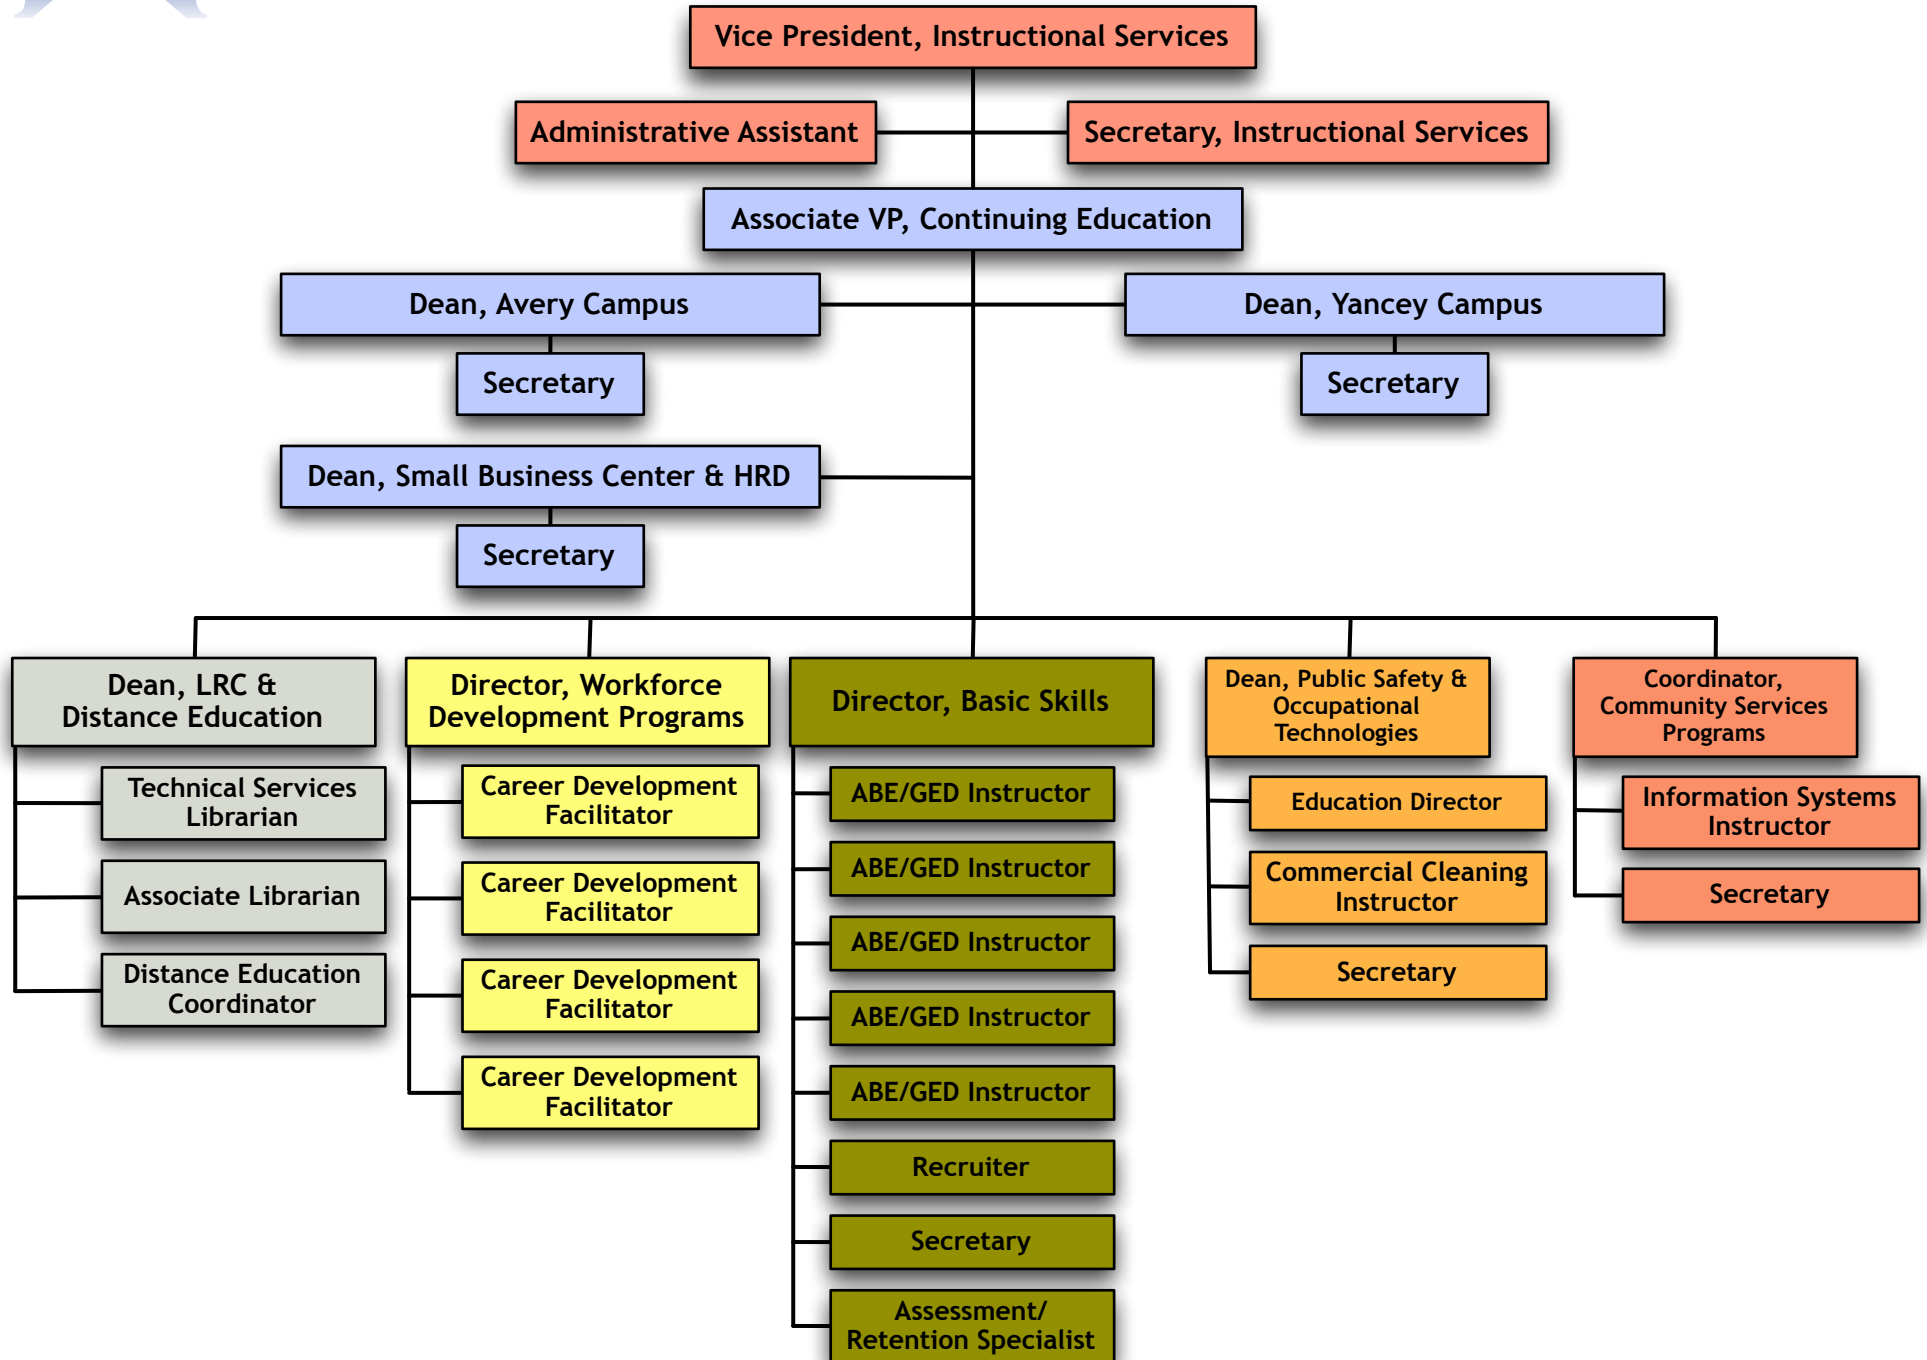 Vice President, Instructional Services
Administrative Assistant
Secretary, Instructional Services
Associate VP, Continuing Education
Dean, Avery Campus
Dean, Yancey Campus
Secretary
Secretary
Dean, Small Business Center & HRD
Secretary
Dean, LRC &
Distance Education
Technical Services
Librarian
Associate Librarian
Distance Education
Coordinator
Director, Workforce
Development Programs
Career Development
Facilitator
Career Development
Facilitator
Career Development
Facilitator
Career Development
Facilitator
Director, Basic Skills
ABE/GED Instructor
ABE/GED Instructor
ABE/GED Instructor
ABE/GED Instructor
ABE/GED Instructor
Recruiter
Secretary
Assessment/
Retention Specialist
Dean, Public Safety &
Occupational
Technologies
Education Director
Commercial Cleaning
Instructor
Secretary
Coordinator,
Community Services
Programs
Information Systems
Instructor
Secretary